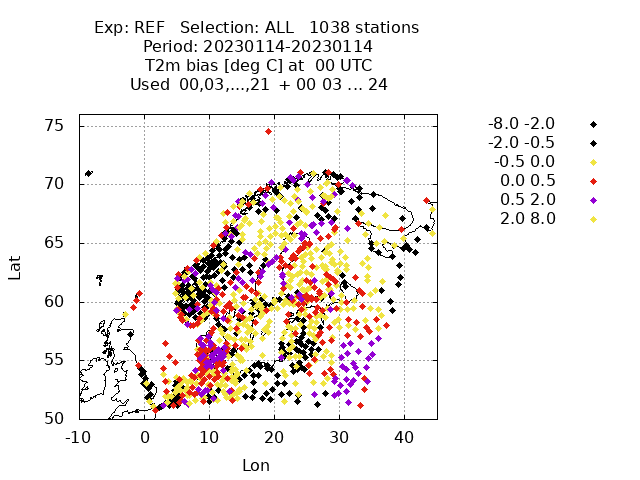 Exp: REF   Selection: ALL   1038 stations
Period: 20230114-20230114
T2m bias [deg C] at  00 UTC
Used  00,03,...,21  + 00 03 ... 24
-8.0 -2.0
-2.0 -0.5
-0.5 0.0
0.0 0.5
0.5 2.0
2.0 8.0
75
70
65
60
55
50
Lat
-10 0 10 20 30 40
Lon